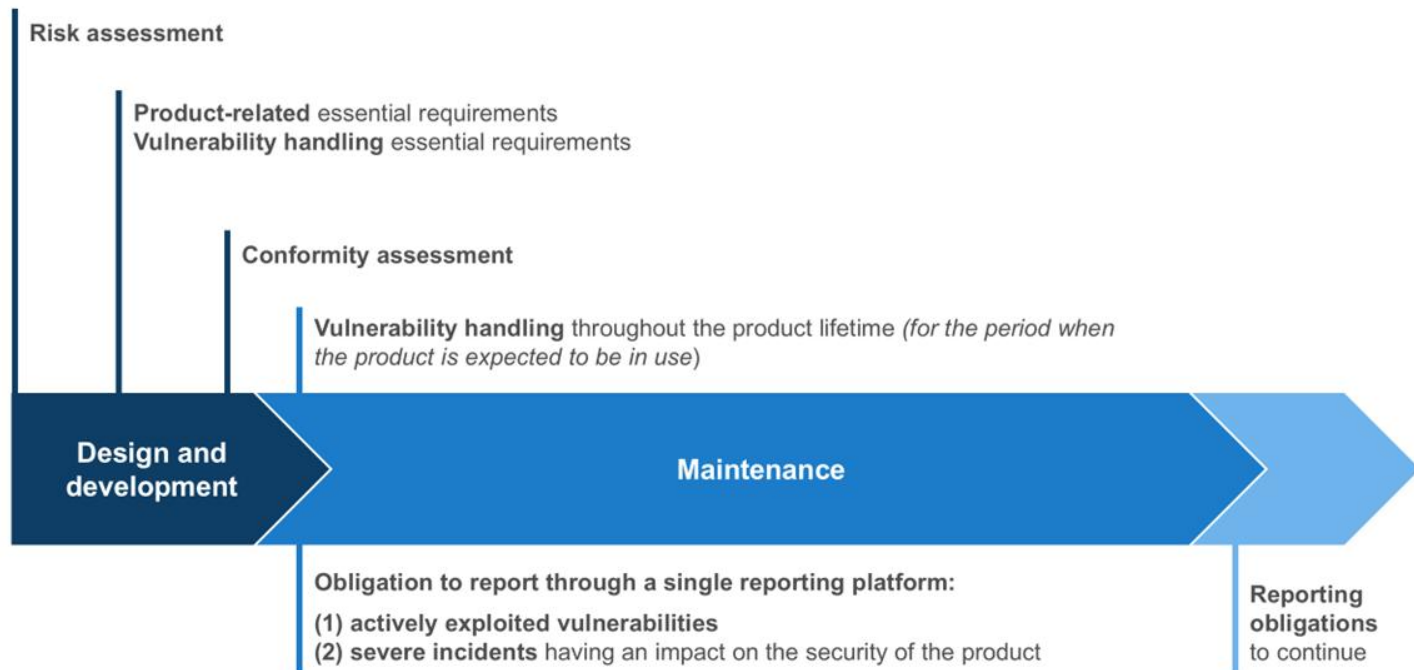 Risk assessment
Product-related essential requirements
Vulnerability handling essential requirements
Conformity assessment
Vulnerability handling throughout the product lifetime (for the period when
the product is expected to be in use)
Design and
development
Maintenance
Obligation to report through a single reporting platform:
(1) actively exploited vulnerabilities
(2) severe incidents having an impact on the security of the product
Reporting
obligations
to continue